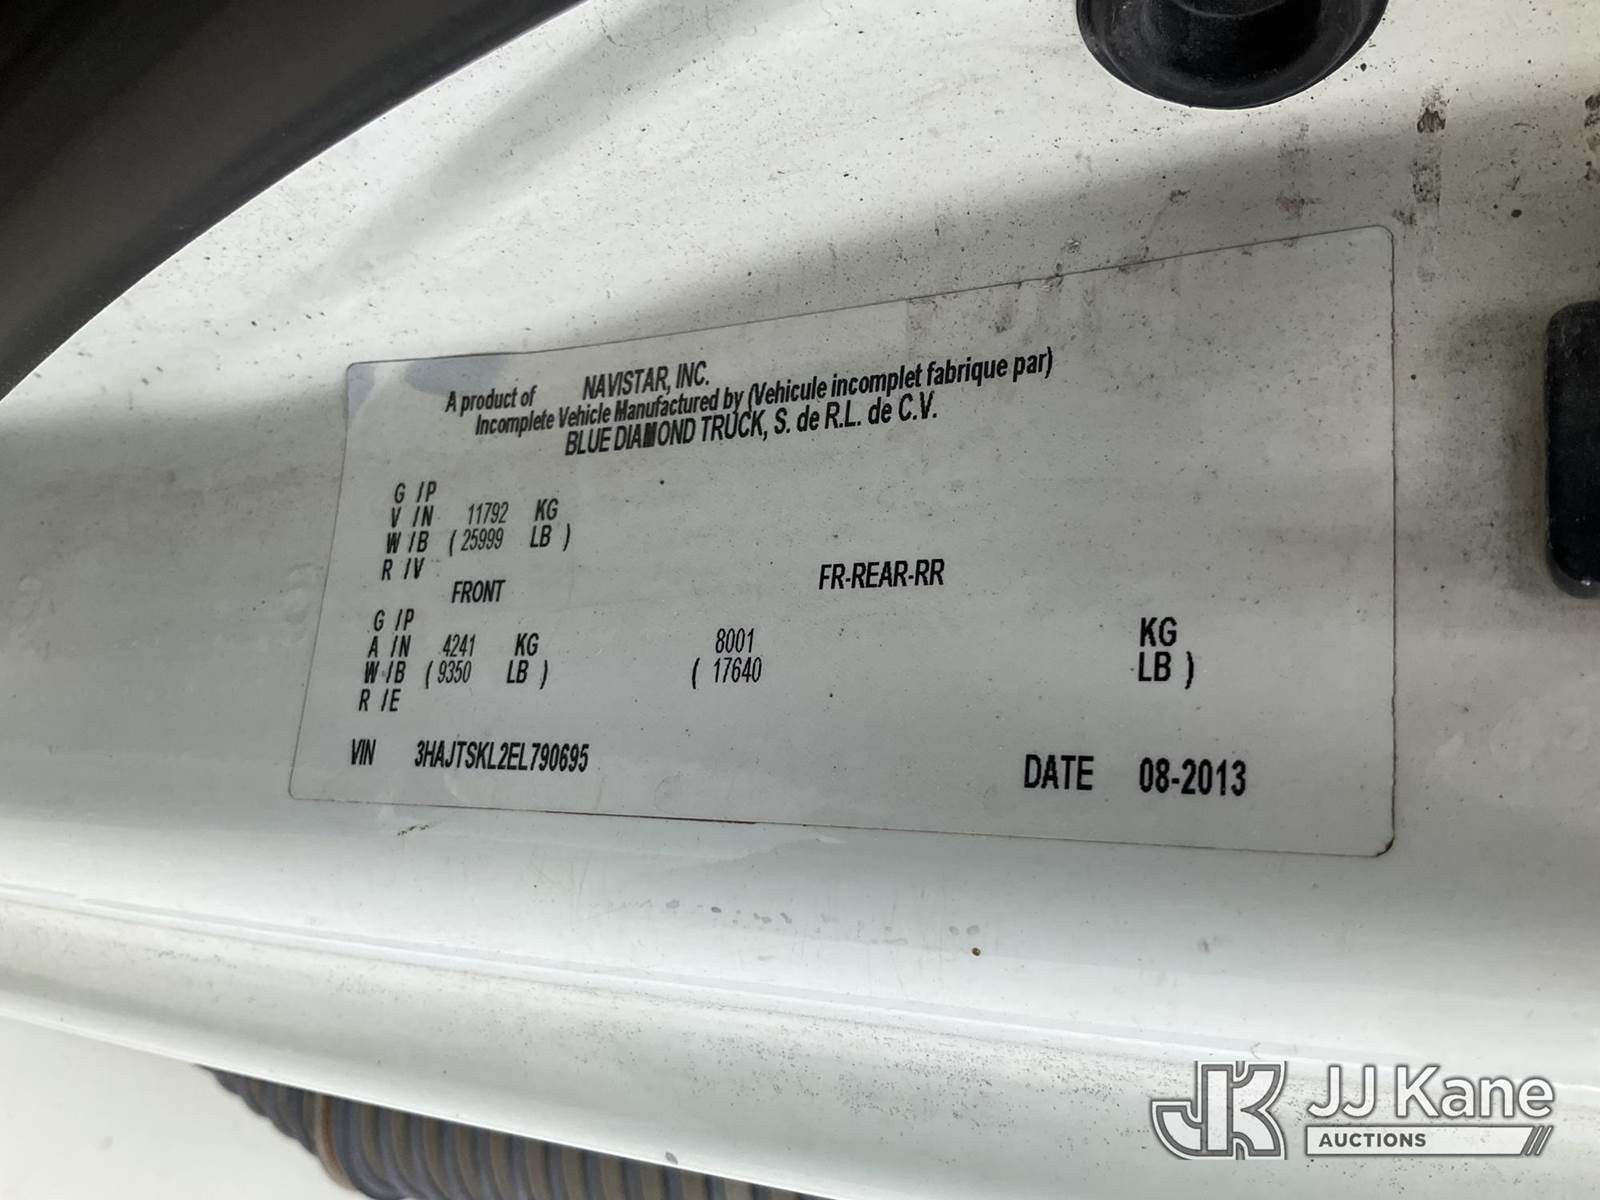 A product of NAVISTAR, INC.
Incomplete Vehicle Manufactured by (Vehicule incomplet fabrique par)
BLUE DIAMOND TRUCK, S. de R.L. de C.V.
G /P
V /N 11792 KG
W /B ( 25999 LB )
R /V
FRONT FR-REAR-RR
G /P
A /N 4241 KG 8001 KG
W /B ( 9350 LB ) ( 17640 LB )
R /E
VIN 3HAJTSKL2EL790695 DATE 08-2013
JK JJ Kane
AUCTIONS